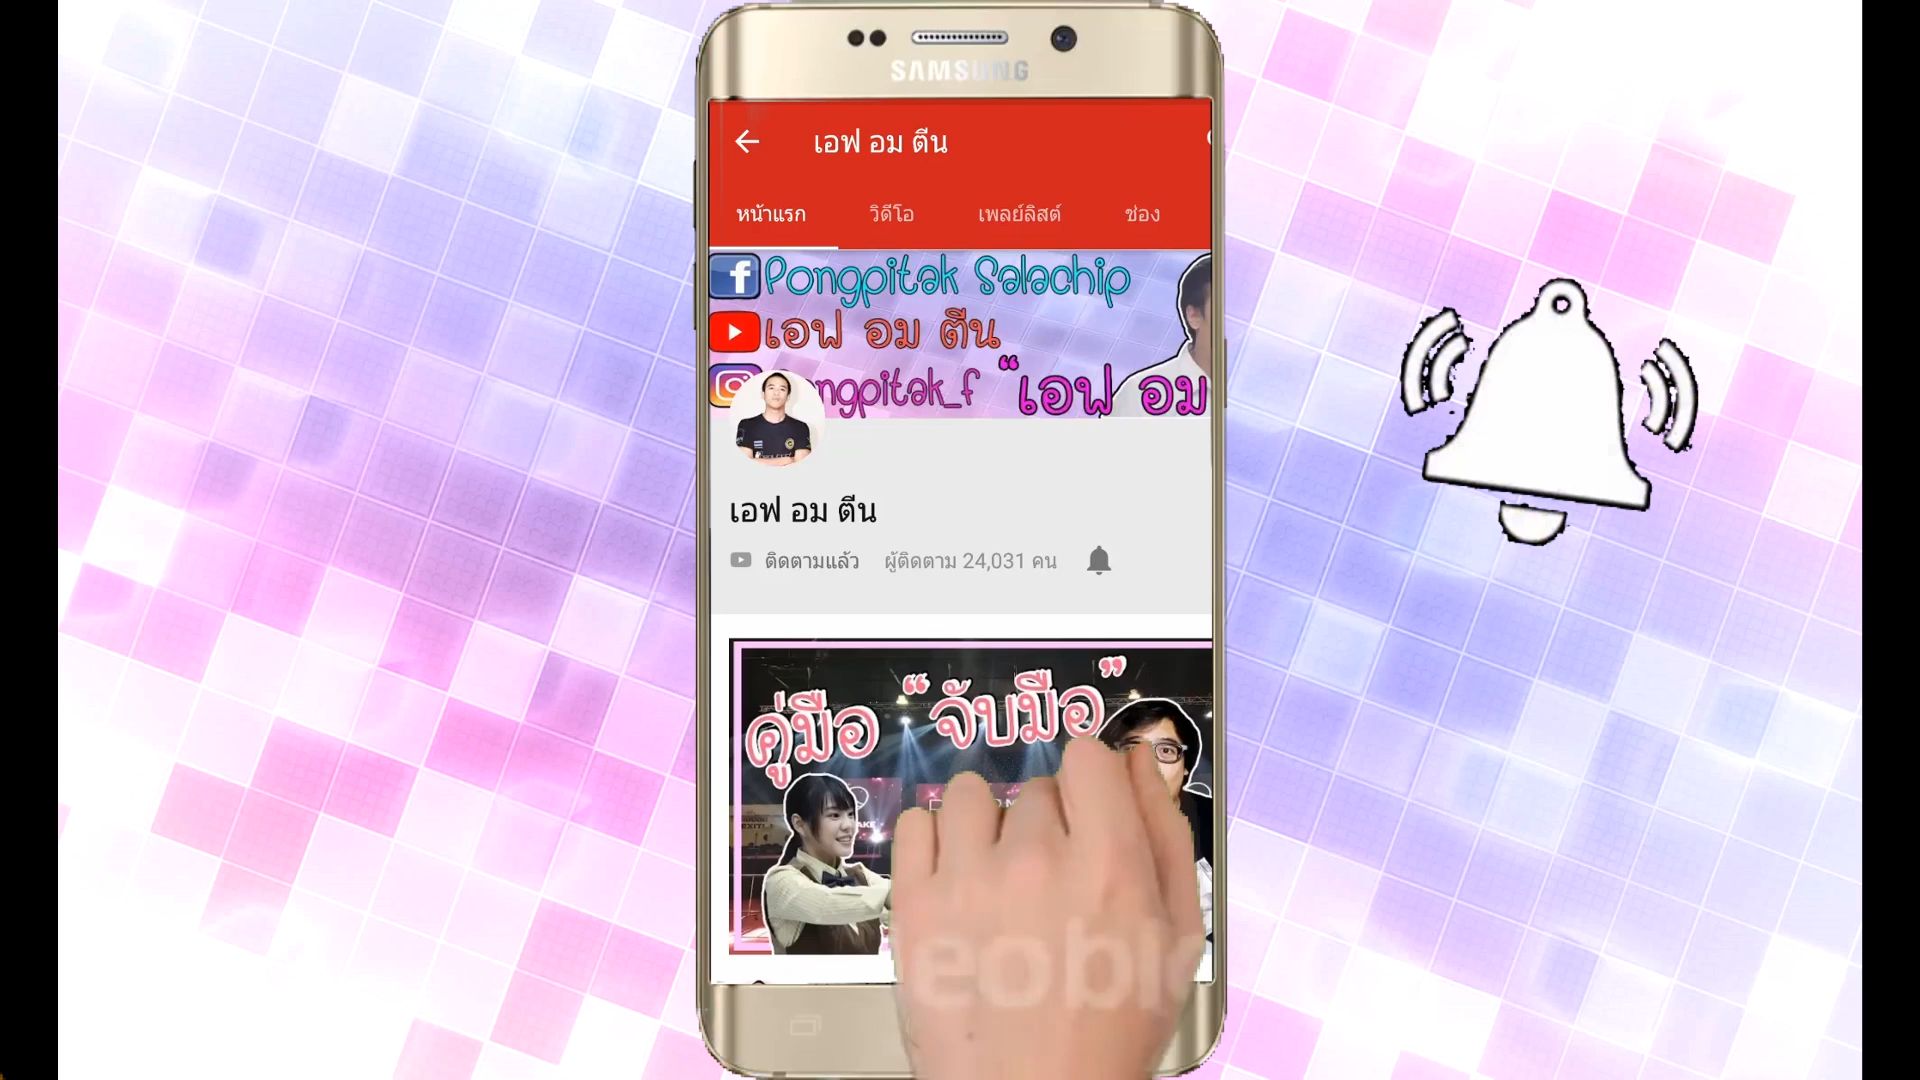 SAMSUNG
เอฟ อม ตีน
หน้าแรก วิดีโอ เพลย์ลิสต์ ช่อง
Pongpitak Salachip
เอฟ อม ตีน
ngpitak_f “เอฟ อม
เอฟ อม ตีน
ติดตามแล้ว ผู้ติดตาม 24,031 คน
คู่มือ “จับมือ”
eobl